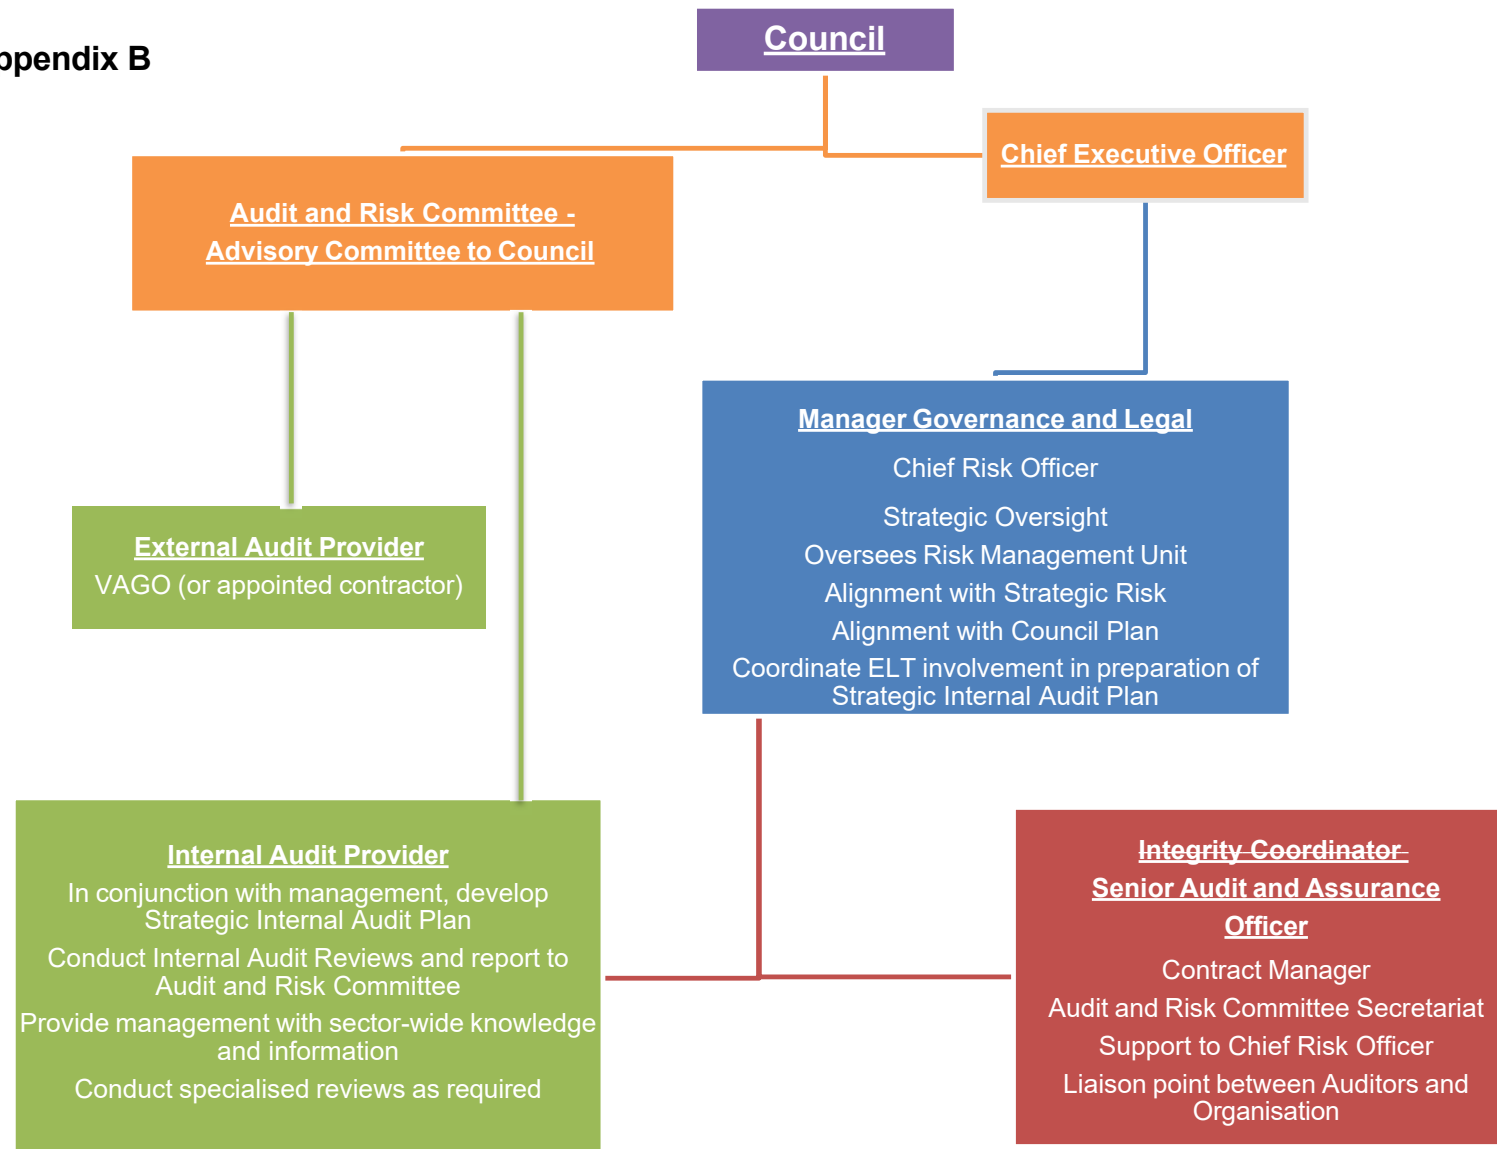 ppendix B
Council
Chief Executive Officer
Audit and Risk Committee -
Advisory Committee to Council
Manager Governance and Legal
Chief Risk Officer
Strategic Oversight
Oversees Risk Management Unit
Alignment with Strategic Risk
Alignment with Council Plan
Coordinate ELT involvement in preparation of
Strategic Internal Audit Plan
External Audit Provider
VAGO (or appointed contractor)
Internal Audit Provider
In conjunction with management, develop
Strategic Internal Audit Plan
Conduct Internal Audit Reviews and report to
Audit and Risk Committee
Provide management with sector-wide knowledge
and information
Conduct specialised reviews as required
Integrity Coordinator
Senior Audit and Assurance
Officer
Contract Manager
Audit and Risk Committee Secretariat
Support to Chief Risk Officer
Liaison point between Auditors and
Organisation